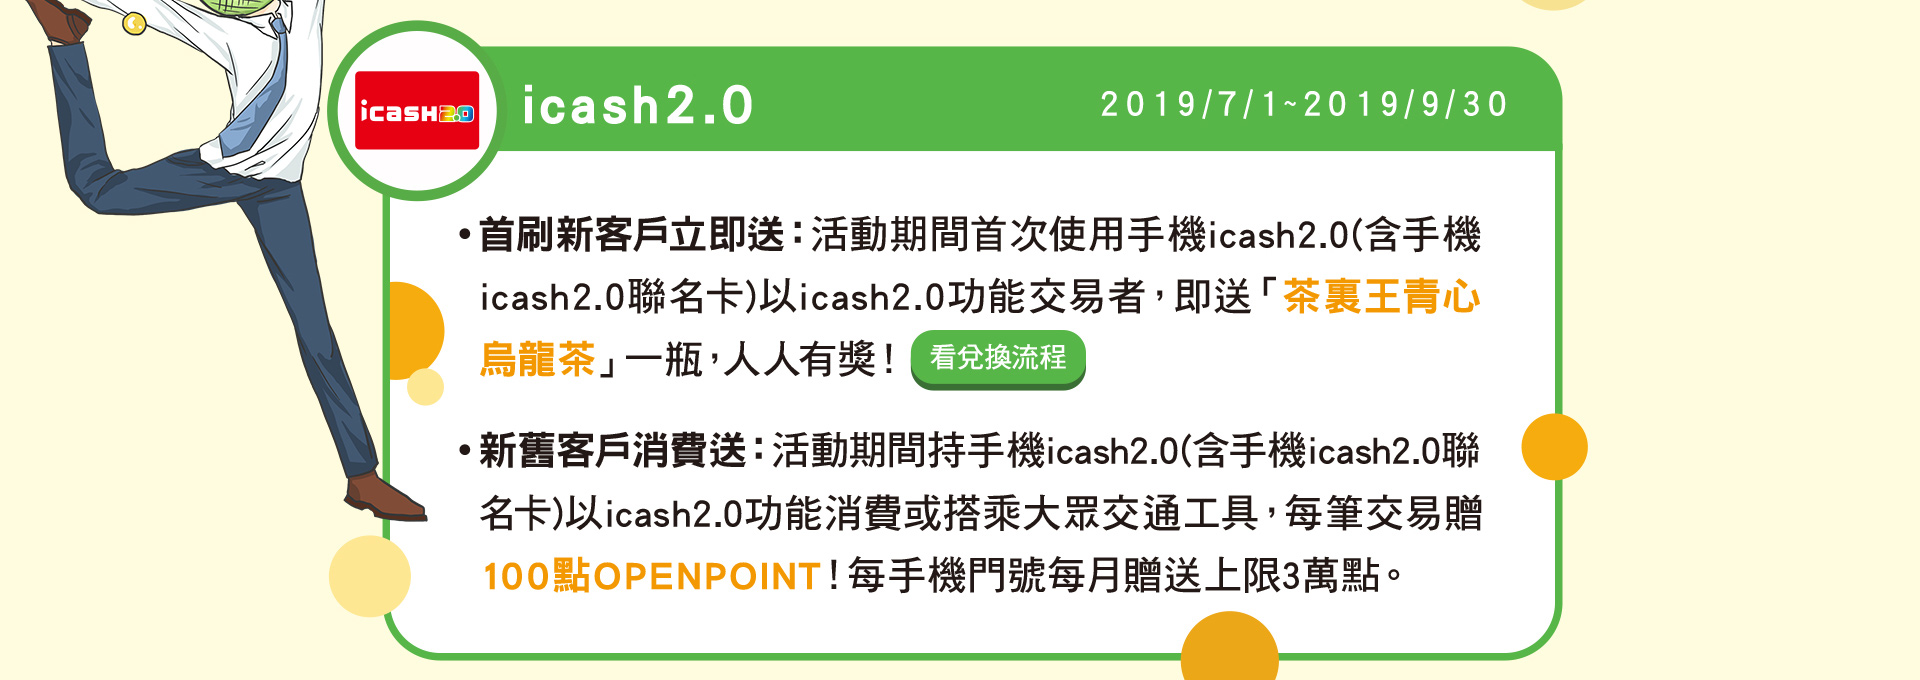 icash2.0
icash2.0
2019/7/1~2019/9/30
•首刷新客戶立即送：活動期間首次使用手機icash2.0(含手機
icash2.0聯名卡)以icash2.0功能交易者，即送「茶裏王青心
烏龍茶」一瓶，人人有獎！ 看兌換流程
•新舊客戶消費送：活動期間持手機icash2.0(含手機icash2.0聯
名卡)以icash2.0功能消費或搭乘大眾交通工具，每筆交易贈
100點OPENPOINT！每手機門號每月贈送上限3萬點。